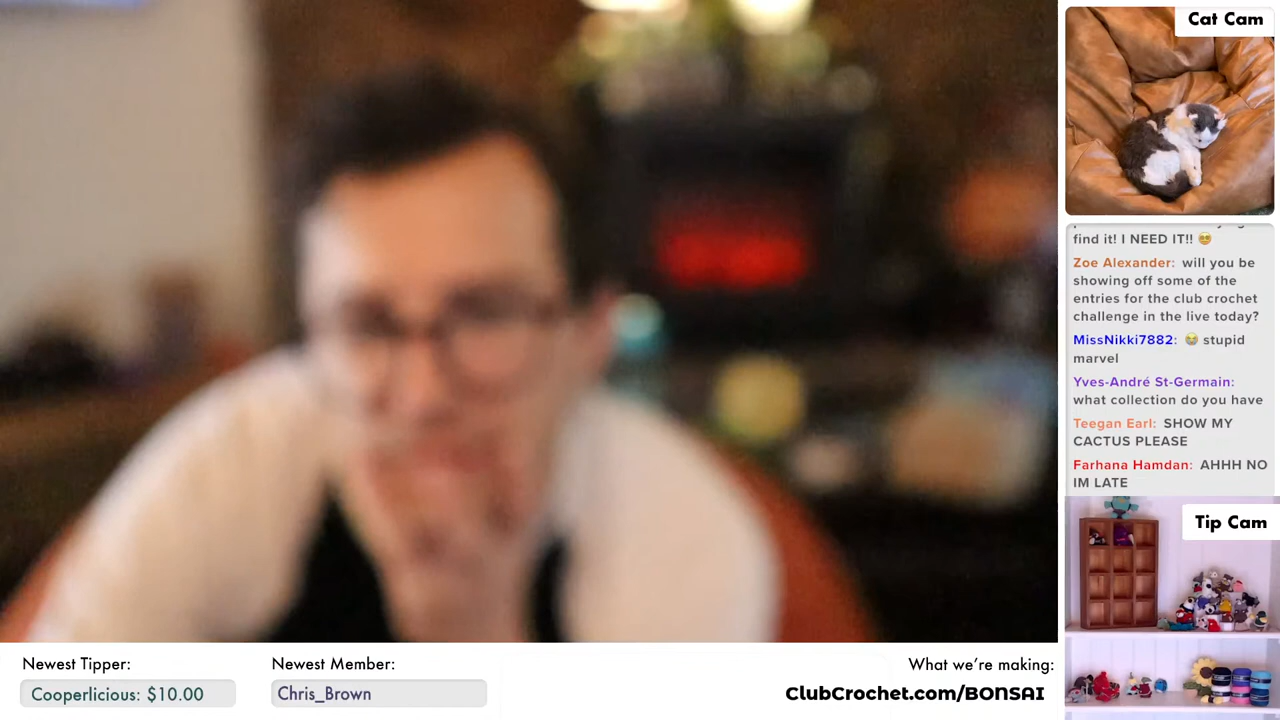 Cat Cam
find it! I NEED IT!! 😵‍💫
Zoe Alexander: will you be
showing off some of the
entries for the club crochet
challenge in the live today?
MissNikki7882: 😭 stupid
marvel
Yves-André St-Germain:
what collection do you have
Teegan Earl: SHOW MY
CACTUS PLEASE
Farhana Hamdan: AHHH NO
IM LATE
Tip Cam
Newest Tipper:
Cooperlicious: $10.00
Newest Member:
Chris_Brown
What we're making:
ClubCrochet.com/BONSAI